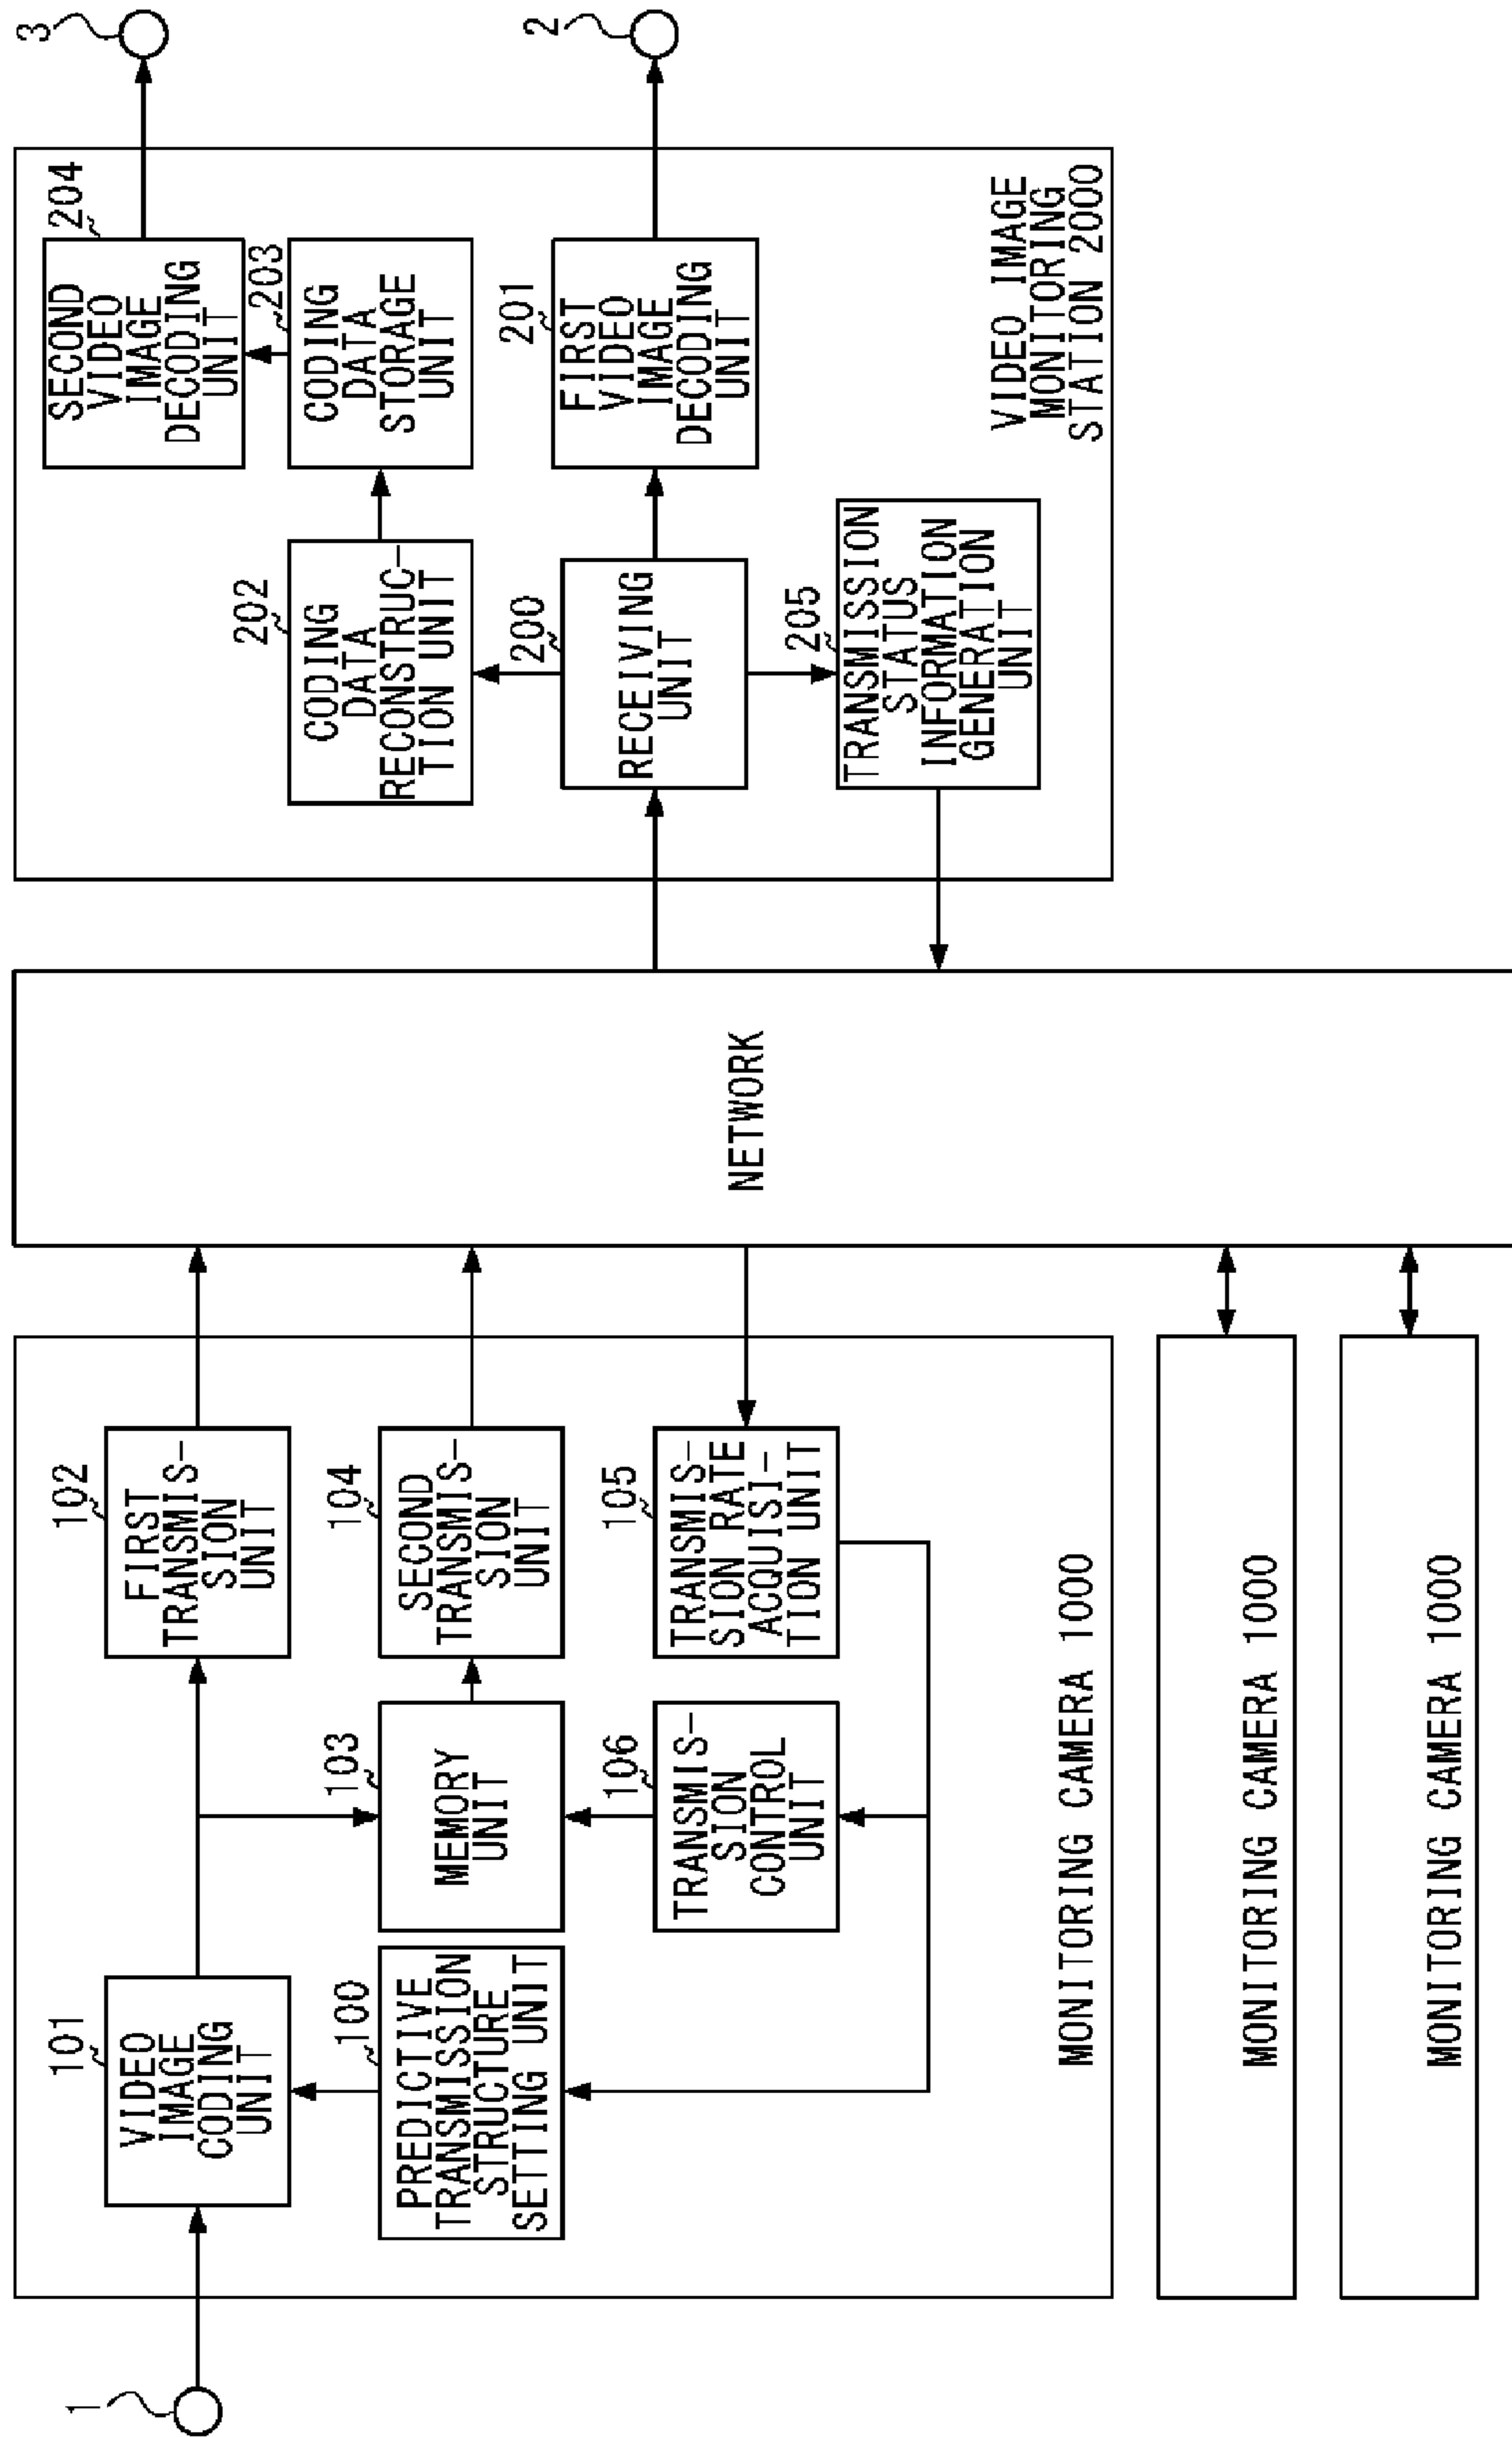 1
101
VIDEO
IMAGE
CODING
UNIT
100
PREDICTIVE
TRANSMISSION
STRUCTURE
SETTING UNIT
102
FIRST
TRANSMIS-
SION
UNIT
103
MEMORY
UNIT
104
SECOND
TRANSMIS-
SION
UNIT
106
TRANSMIS-
SION
CONTROL
UNIT
105
TRANSMIS-
SION RATE
ACQUISI-
TION UNIT
MONITORING CAMERA 1000
MONITORING CAMERA 1000
MONITORING CAMERA 1000
NETWORK
202
CODING
DATA
RECONSTRUC-
TION UNIT
204
SECOND
VIDEO
IMAGE
DECODING
UNIT
203
CODING
DATA
STORAGE
UNIT
200
RECEIVING
UNIT
201
FIRST
VIDEO
IMAGE
DECODING
UNIT
205
TRANSMISSION
STATUS
INFORMATION
GENERATION
UNIT
VIDEO IMAGE
MONITORING
STATION 2000
3
2